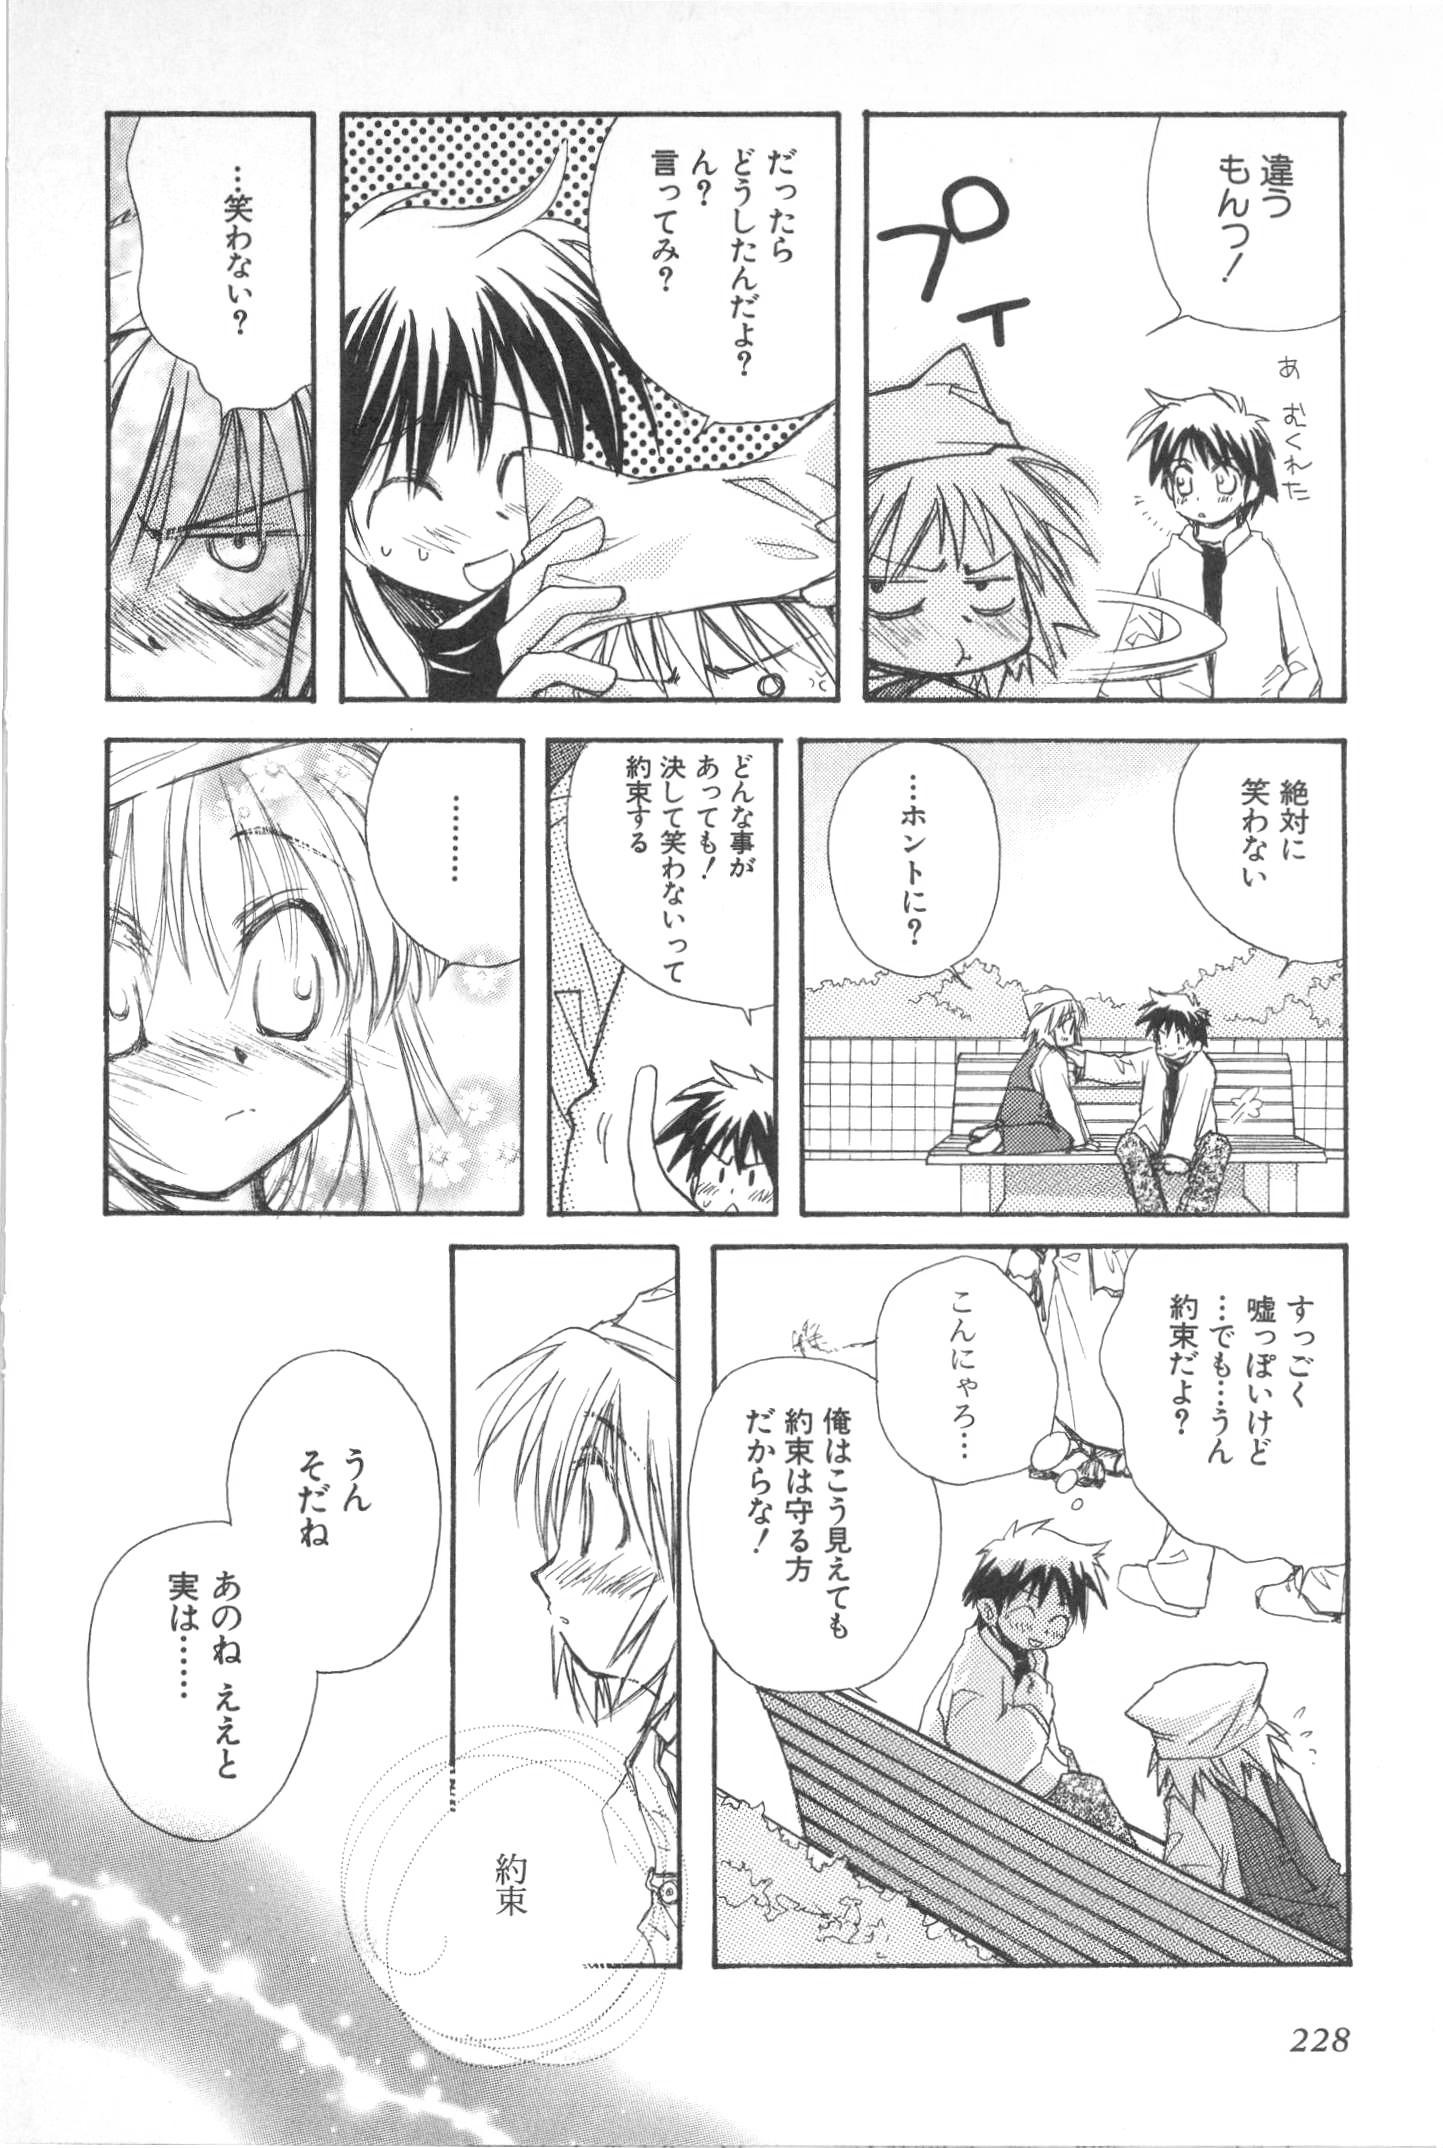 違う
もんっ!
プイ
あ
むくれた
だったら
どうしたんだよ?
ん?
言ってみ?
…笑わない?
絶対に
笑わない
…ホントに?
どんな事が
あっても!
決して笑わないって
約束する
………
すっごく
嘘っぽいけど
…でも…うん
約束だよ?
こんにゃろ…
俺はこう見えても
約束は守る方
だからな!
うん
そだね
あのね ええと
実は……
約束
228